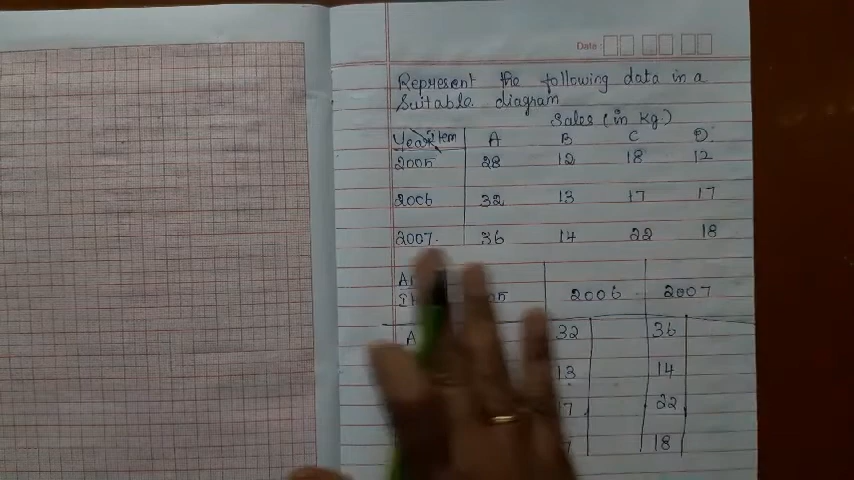 Date:
Represent the following data in a
Suitable diagram
Sales (in kg)
Year Item A B C D
2005 28 12 18 12
2006 32 13 17 17
2007. 36 14 22 18
2006 2007
A 32 36
13 14
17 22
18